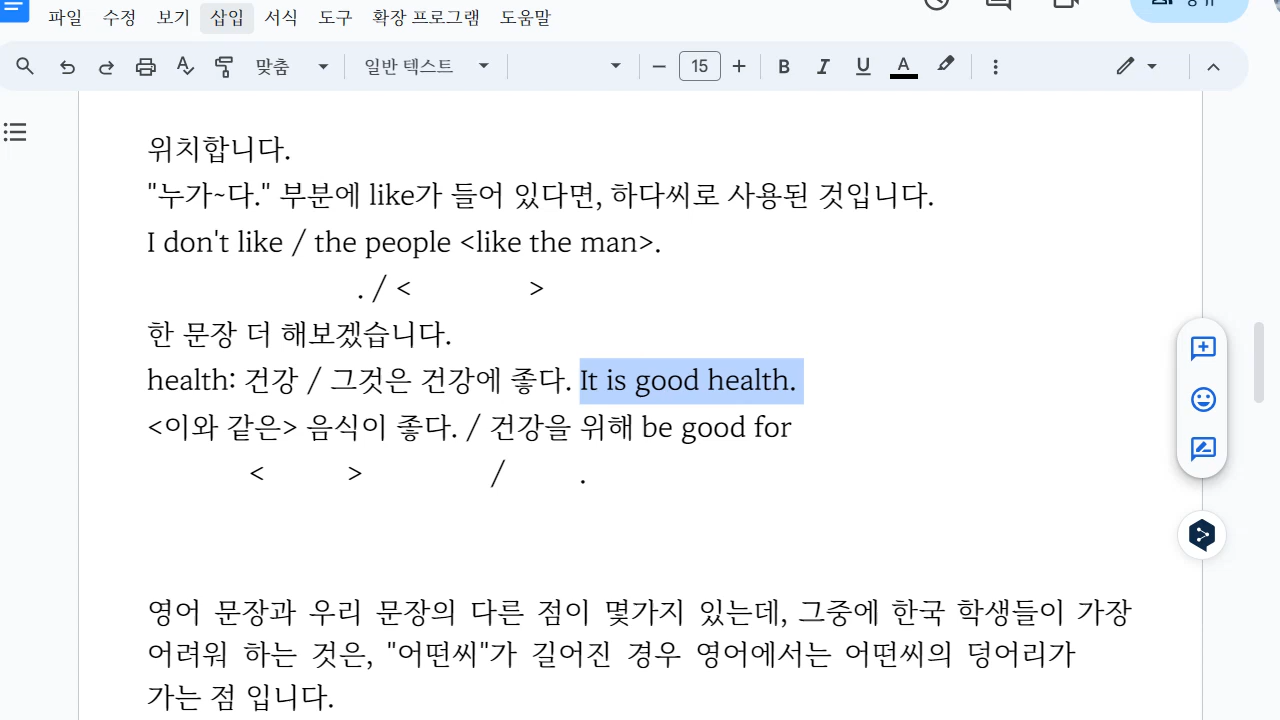 파일 수정 보기 삽입 서식 도구 확장 프로그램 도움말
맞춤 일반 텍스트 15 B I U A
위치합니다.
"누가~다." 부분에 like가 들어 있다면, 하다씨로 사용된 것입니다.
I don't like / the people <like the man>.
. / < >
한 문장 더 해보겠습니다.
health: 건강 / 그것은 건강에 좋다. It is good health.
<이와 같은> 음식이 좋다. / 건강을 위해 be good for
< > / .
영어 문장과 우리 문장의 다른 점이 몇가지 있는데, 그중에 한국 학생들이 가장
어려워 하는 것은, "어떤씨"가 길어진 경우 영어에서는 어떤씨의 덩어리가
가는 점 입니다.